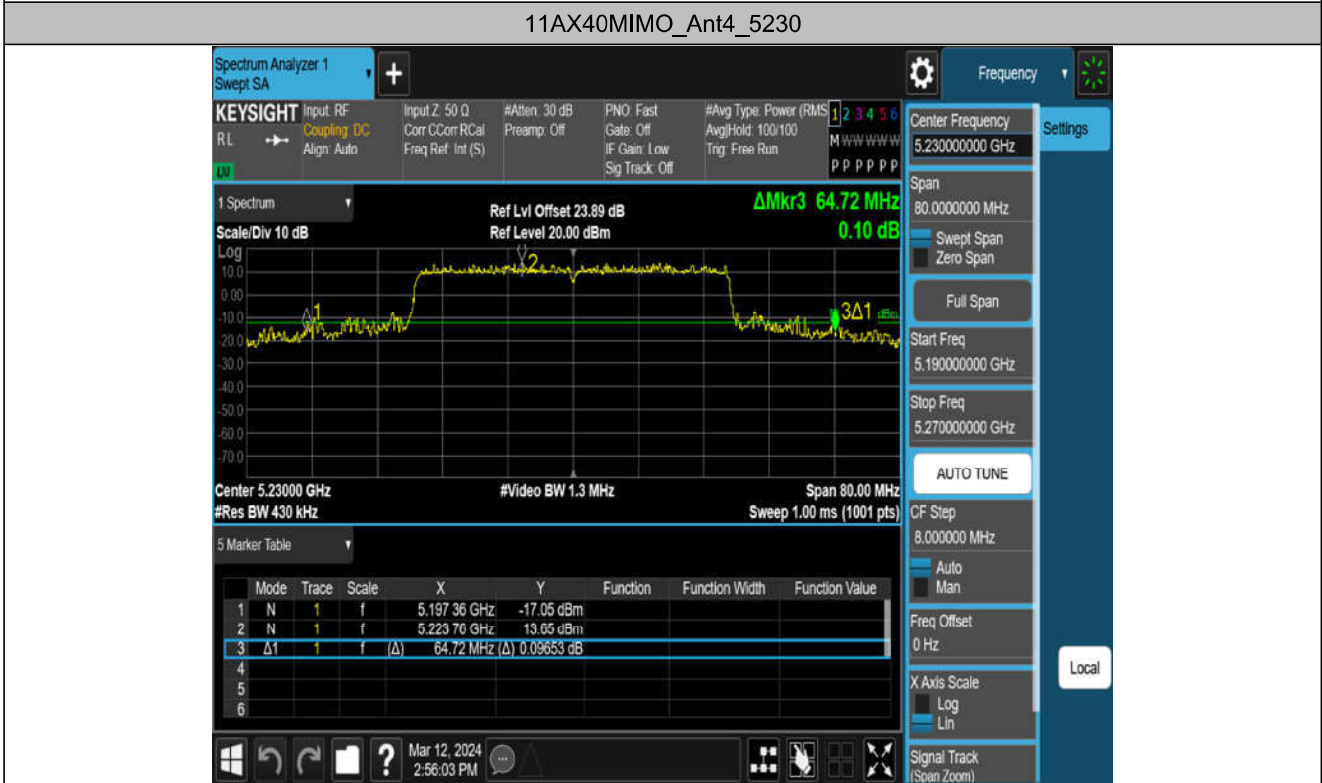 11AX40MIMO_Ant4_5230
Spectrum Analyzer 1
Swept SA
+
Frequency
KEYSIGHT
RL
LXI
Input: RF
Coupling: DC
Align: Auto
Input Z: 50 Ω
Corr CCorr RCal
Freq Ref: Int (S)
#Atten: 30 dB
Preamp: Off
PNO: Fast
Gate: Off
IF Gain: Low
Sig Track: Off
#Avg Type: Power (RMS
Avg|Hold: 100/100
Trig: Free Run
1 2 3 4 5 6
M W W W W W
P P P P P P
1 Spectrum
Scale/Div 10 dB
Ref Lvl Offset 23.89 dB
Ref Level 20.00 dBm
ΔMkr3 64.72 MHz
0.10 dB
Log
10.0
0.00
-10.0
-20.0
-30.0
-40.0
-50.0
-60.0
-70.0
1
2
3Δ1
dBm
Center 5.23000 GHz
#Res BW 430 kHz
#Video BW 1.3 MHz
Span 80.00 MHz
Sweep 1.00 ms (1001 pts)
5 Marker Table
Mode Trace Scale X Y Function Function Width Function Value
1 N 1 f 5.197 36 GHz -17.05 dBm
2 N 1 f 5.223 76 GHz 13.65 dBm
3 Δ1 1 f (Δ) 64.72 MHz (Δ) 0.09653 dB
4
5
6
?
Mar 12, 2024
2:56:03 PM
Center Frequency
5.230000000 GHz
Settings
Span
80.0000000 MHz
Swept Span
Zero Span
Full Span
Start Freq
5.190000000 GHz
Stop Freq
5.270000000 GHz
AUTO TUNE
CF Step
8.000000 MHz
Auto
Man
Freq Offset
0 Hz
X Axis Scale
Log
Lin
Local
Signal Track
(Span Zoom)